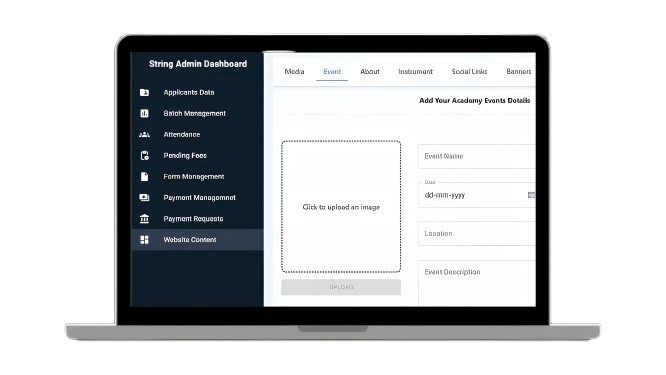 String Admin Dashboard
Applicants Data
Batch Management
Attendance
Pending Fees
Form Management
Payment Managomnet
Payment Requests
Website Content
Media Event About Instrument Social Links Banners
Add Your Academy Events Details
Click to upload an image
UPLOAD
Event Name
Date
dd-mm-yyyy
Location
Event Description